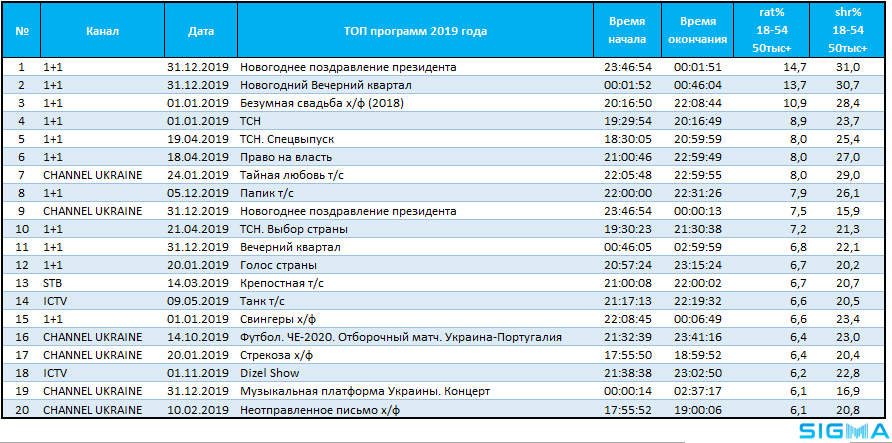 № Канал Дата ТОП программ 2019 года Время начала Время окончания rat% 18-54 50тыс+ shr% 18-54 50тыс+
1 1+1 31.12.2019 Новогоднее поздравление президента 23:46:54 00:01:51 14,7 31,0
2 1+1 31.12.2019 Новогодний Вечерний квартал 00:01:52 00:46:04 13,7 30,7
3 1+1 01.01.2019 Безумная свадьба х/ф (2018) 20:16:50 22:08:44 10,9 28,4
4 1+1 01.01.2019 ТСН 19:29:54 20:16:49 8,9 23,7
5 1+1 19.04.2019 ТСН. Спецвыпуск 18:30:05 20:59:59 8,0 25,4
6 1+1 18.04.2019 Право на власть 21:00:46 22:59:49 8,0 27,0
7 CHANNEL UKRAINE 24.01.2019 Тайная любовь т/с 22:05:48 22:59:55 8,0 29,0
8 1+1 05.12.2019 Папик т/с 22:00:00 22:31:26 7,9 26,1
9 CHANNEL UKRAINE 31.12.2019 Новогоднее поздравление президента 23:46:54 00:00:13 7,5 15,9
10 1+1 21.04.2019 ТСН. Выбор страны 19:30:23 21:30:38 7,2 21,3
11 1+1 31.12.2019 Вечерний квартал 00:46:05 02:59:59 6,8 22,1
12 1+1 20.01.2019 Голос страны 20:57:24 23:15:24 6,7 20,2
13 STB 14.03.2019 Крепостная т/с 21:00:08 22:00:02 6,7 20,7
14 ICTV 09.05.2019 Танк т/с 21:17:13 22:19:32 6,6 20,5
15 1+1 01.01.2019 Свингеры х/ф 22:08:45 00:06:49 6,6 23,4
16 CHANNEL UKRAINE 14.10.2019 Футбол. ЧЕ-2020. Отборочный матч. Украина-Португалия 21:32:39 23:41:16 6,4 23,0
17 CHANNEL UKRAINE 20.01.2019 Стрекоза х/ф 17:55:50 18:59:52 6,4 20,4
18 ICTV 01.11.2019 Dizel Show 21:38:38 23:02:50 6,2 22,8
19 CHANNEL UKRAINE 31.12.2019 Музыкальная платформа Украины. Концерт 00:00:14 02:37:17 6,1 16,9
20 CHANNEL UKRAINE 10.02.2019 Неотправленное письмо х/ф 17:55:52 19:00:06 6,1 20,8
SIGMA